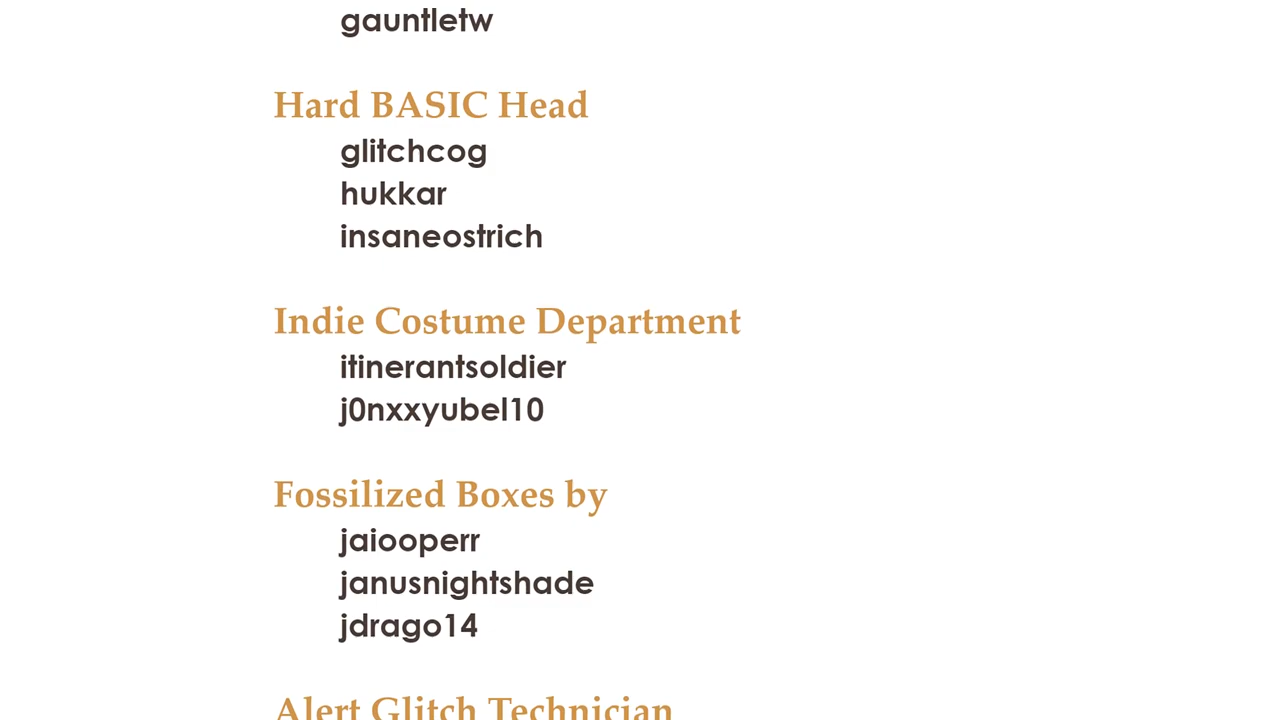 gauntletw
Hard BASIC Head
glitchcog
hukkar
insaneostrich
Indie Costume Department
itinerantsoldier
j0nxxyubel10
Fossilized Boxes by
jaiooperr
janusnightshade
jdrago14
Alert Glitch Technician